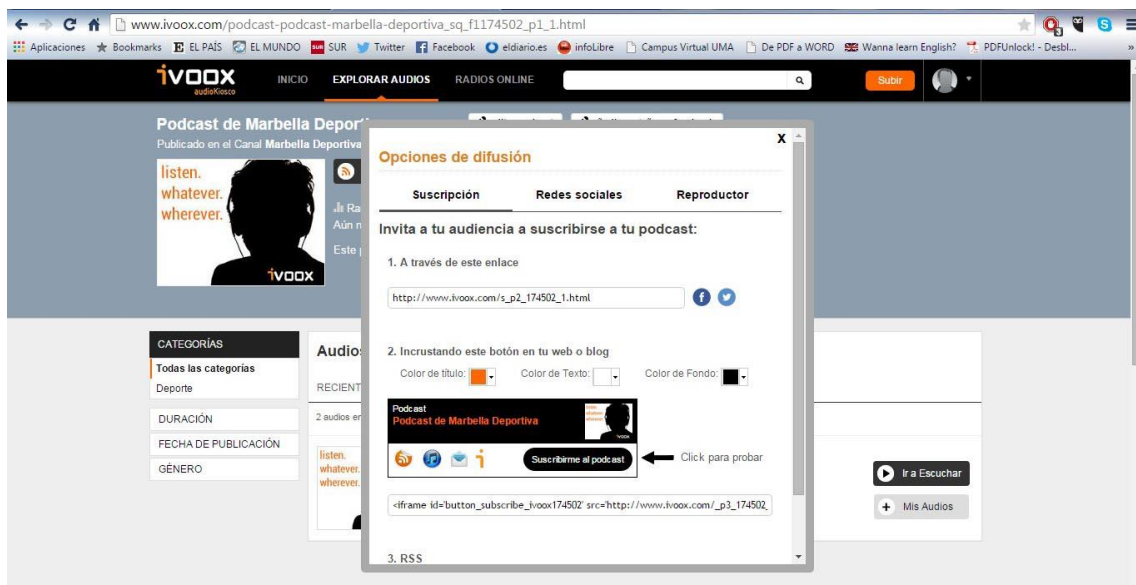 www.ivoox.com/podcast-podcast-marbella-deportiva_sq_f1174502_p1_1.html
3
Aplicaciones Bookmarks E EL PAÍS EL MUNDO SUR SUR Twitter Facebook eldiario.es infoLibre Campus Virtual UMA De PDF a WORD Wanna learn English? PDFUnlock! - Desbl... »
ivoox
audioKiosco
INICIO EXPLORAR AUDIOS RADIOS ONLINE Subir
Podcast de Marbella
Publicado en el Canal Marbella Deportiva
listen.
whatever.
wherever.
ivoox
Aún
Este
Opciones de difusión X
Suscripción Redes sociales Reproductor
Invita a tu audiencia a suscribirse a tu podcast:
1. A través de este enlace
http://www.ivoox.com/s_p2_174502_1.html
2. Incrustando este botón en tu web o blog
Color de título: Color de Texto: Color de Fondo:
Podcast
Podcast de Marbella Deportiva
Suscribirme al podcast Click para probar
<iframe id='button_subscribe_ivoox174502' src='http://www.ivoox.com/_p3_174502_
3. RSS
CATEGORÍAS
Todas las categorías
Deporte
DURACIÓN
FECHA DE PUBLICACIÓN
GÉNERO
Audio
RECIENT
2 audios en
listen.
whatever.
wherever.
Ir a Escuchar
Mis Audios